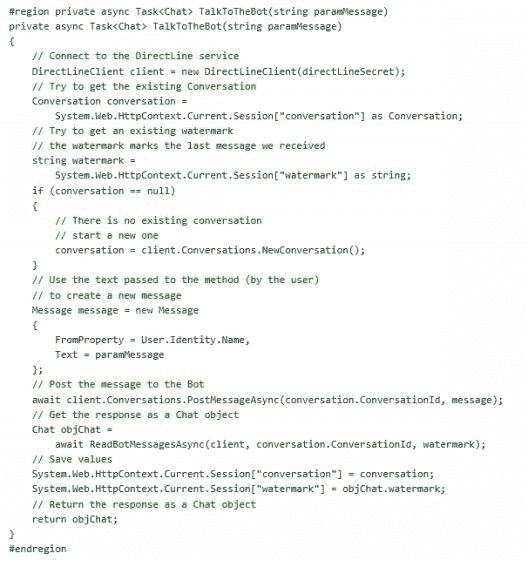 #region private async Task<Chat> TalkToTheBot(string paramMessage)
private async Task<Chat> TalkToTheBot(string paramMessage)
{
    // Connect to the DirectLine service
    DirectLineClient client = new DirectLineClient(directLineSecret);
    // Try to get the existing Conversation
    Conversation conversation =
        System.Web.HttpContext.Current.Session["conversation"] as Conversation;
    // Try to get an existing watermark
    // the watermark marks the last message we received
    string watermark =
        System.Web.HttpContext.Current.Session["watermark"] as string;
    if (conversation == null)
    {
        // There is no existing conversation
        // start a new one
        conversation = client.Conversations.NewConversation();
    }
    // Use the text passed to the method (by the user)
    // to create a new message
    Message message = new Message
    {
        FromProperty = User.Identity.Name,
        Text = paramMessage
    };
    // Post the message to the Bot
    await client.Conversations.PostMessageAsync(conversation.ConversationId, message);
    // Get the response as a Chat object
    Chat objChat =
        await ReadBotMessagesAsync(client, conversation.ConversationId, watermark);
    // Save values
    System.Web.HttpContext.Current.Session["conversation"] = conversation;
    System.Web.HttpContext.Current.Session["watermark"] = objChat.watermark;
    // Return the response as a Chat object
    return objChat;
}
#endregion